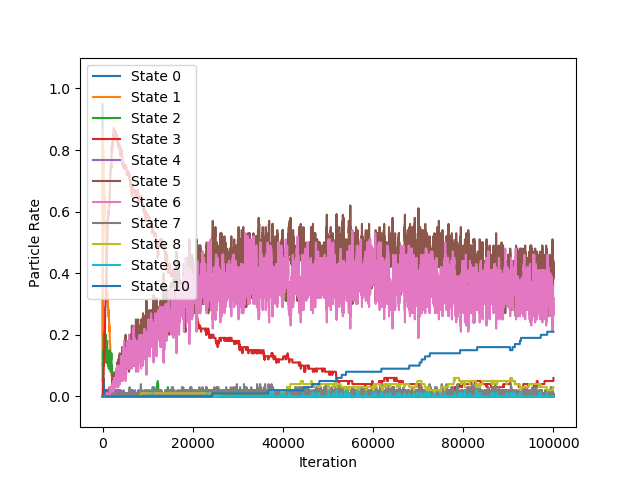 1.0
0.8
0.6
0.4
0.2
0.0
Particle Rate
State 0
State 1
State 2
State 3
State 4
State 5
State 6
State 7
State 8
State 9
State 10
0 20000 40000 60000 80000 100000
Iteration